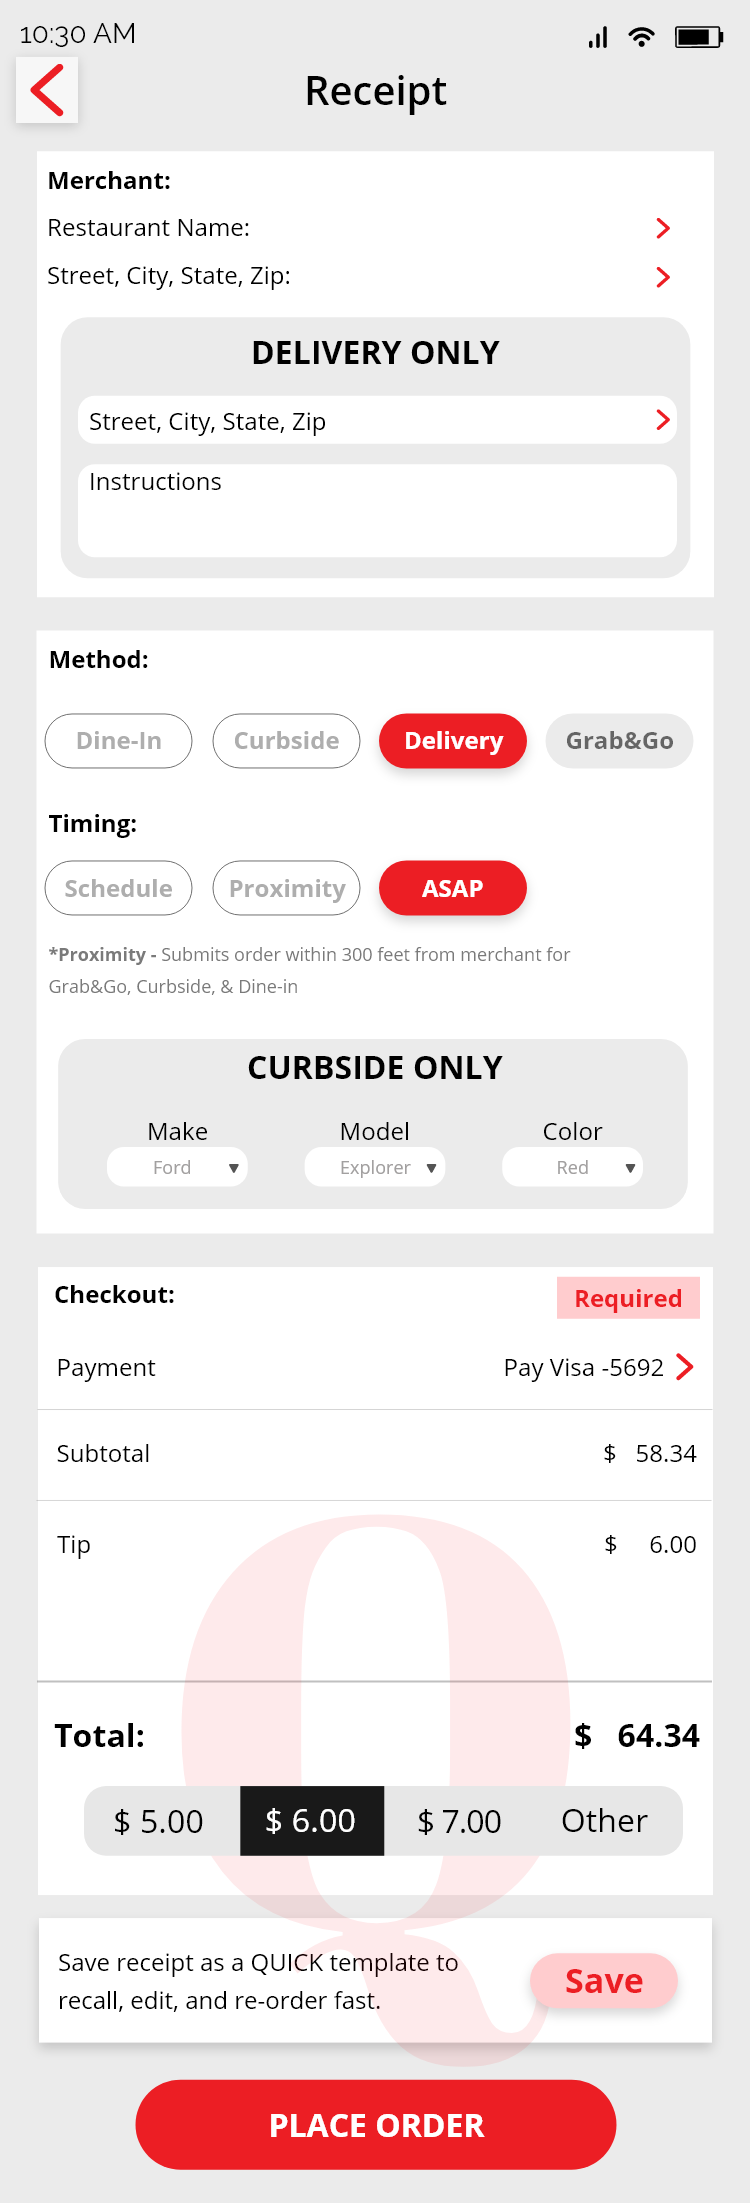 10:30 AM
Receipt
Merchant:
Restaurant Name:
Street, City, State, Zip:
DELIVERY ONLY
Street, City, State, Zip
Instructions
Method:
Dine-In Curbside Delivery Grab&Go
Timing:
Schedule Proximity ASAP
*Proximity - Submits order within 300 feet from merchant for
Grab&Go, Curbside, & Dine-in
CURBSIDE ONLY
Make Model Color
Ford Explorer Red
Checkout: Required
Payment Pay Visa -5692
Subtotal $ 58.34
Tip $ 6.00
Total: $ 64.34
$ 5.00 $ 6.00 $ 7.00 Other
Save receipt as a QUICK template to
recall, edit, and re-order fast.
Save
Q
PLACE ORDER